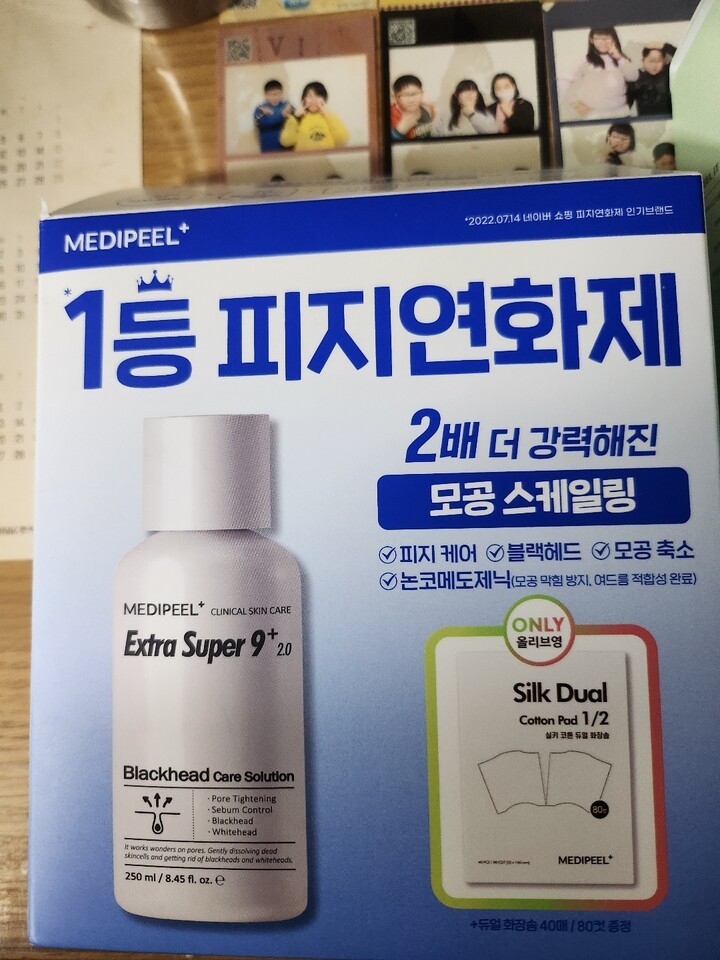 MEDIPEEL+
*2022.07.14 네이버 쇼핑 피지연화제 인기브랜드
*1등 피지연화제
2배 더 강력해진
모공 스케일링
피지 케어 블랙헤드 모공 축소
논코메도제닉(모공 막힘 방지, 여드름 적합성 완료)
MEDIPEEL+ CLINICAL SKIN CARE
Extra Super 9+ 2.0
Blackhead Care Solution
· Pore Tightening
· Sebum Control
· Blackhead
· Whitehead
It works wonders on pores. Gently dissolving dead
skincells and getting rid of blackheads and whiteheads.
250 ml / 8.45 fl. oz. ℮
ONLY
올리브영
Silk Dual
Cotton Pad 1/2
실키 코튼 듀얼 화장솜
MEDIPEEL+
+듀얼 화장솜 40매 / 80컷 증정